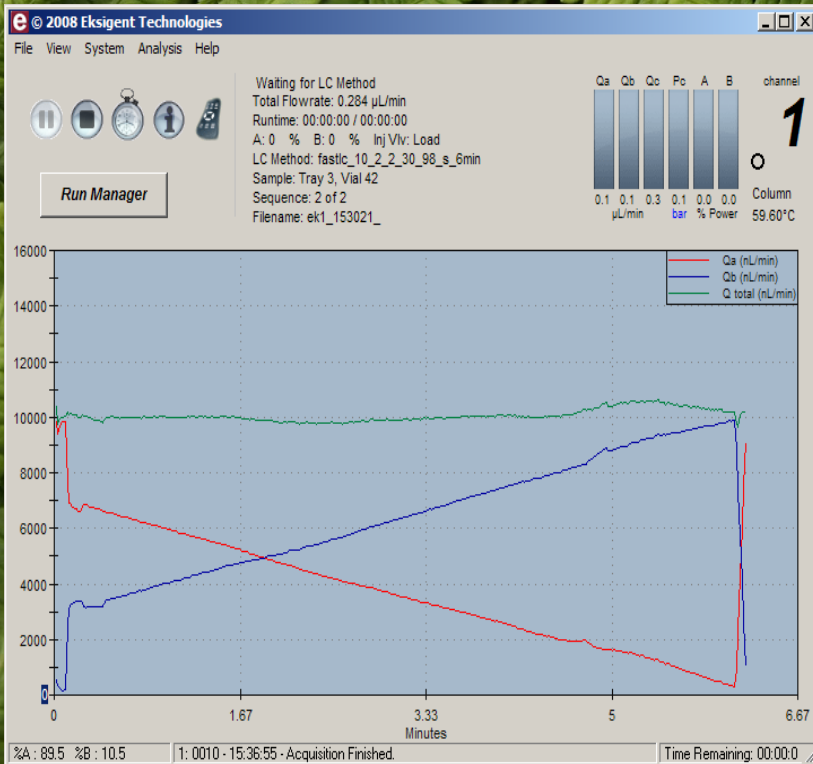 e © 2008 Eksigent Technologies
File View System Analysis Help
Waiting for LC Method
Total Flowrate: 0.284 µL/min
Runtime: 00:00:00 / 00:00:00
A: 0 % B: 0 % Inj Vlv: Load
LC Method: fastlc_10_2_2_30_98_s_6min
Sample: Tray 3, Vial 42
Sequence: 2 of 2
Filename: ek1_153021_
Run Manager
Qa Qb Qc Pc A B
0.1 0.1 0.3 0.1 0.0 0.0
µL/min bar % Power
channel
1
Column
59.60°C
Qa (nL/min)
Qb (nL/min)
Q total (nL/min)
16000
14000
12000
10000
8000
6000
4000
2000
0
0 1.67 3.33 5 6.67
Minutes
%A : 89.5 %B : 10.5
1: 0010 - 15:36:55 - Acquisition Finished.
Time Remaining: 00:00:0